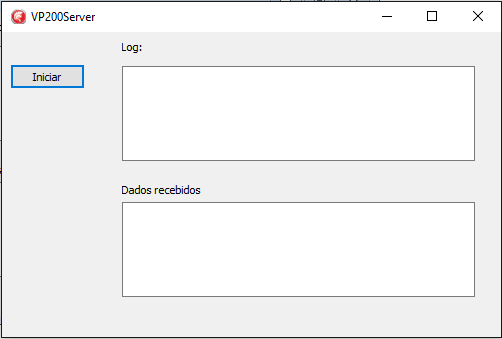 VP200Server
Log:
Iniciar
Dados recebidos